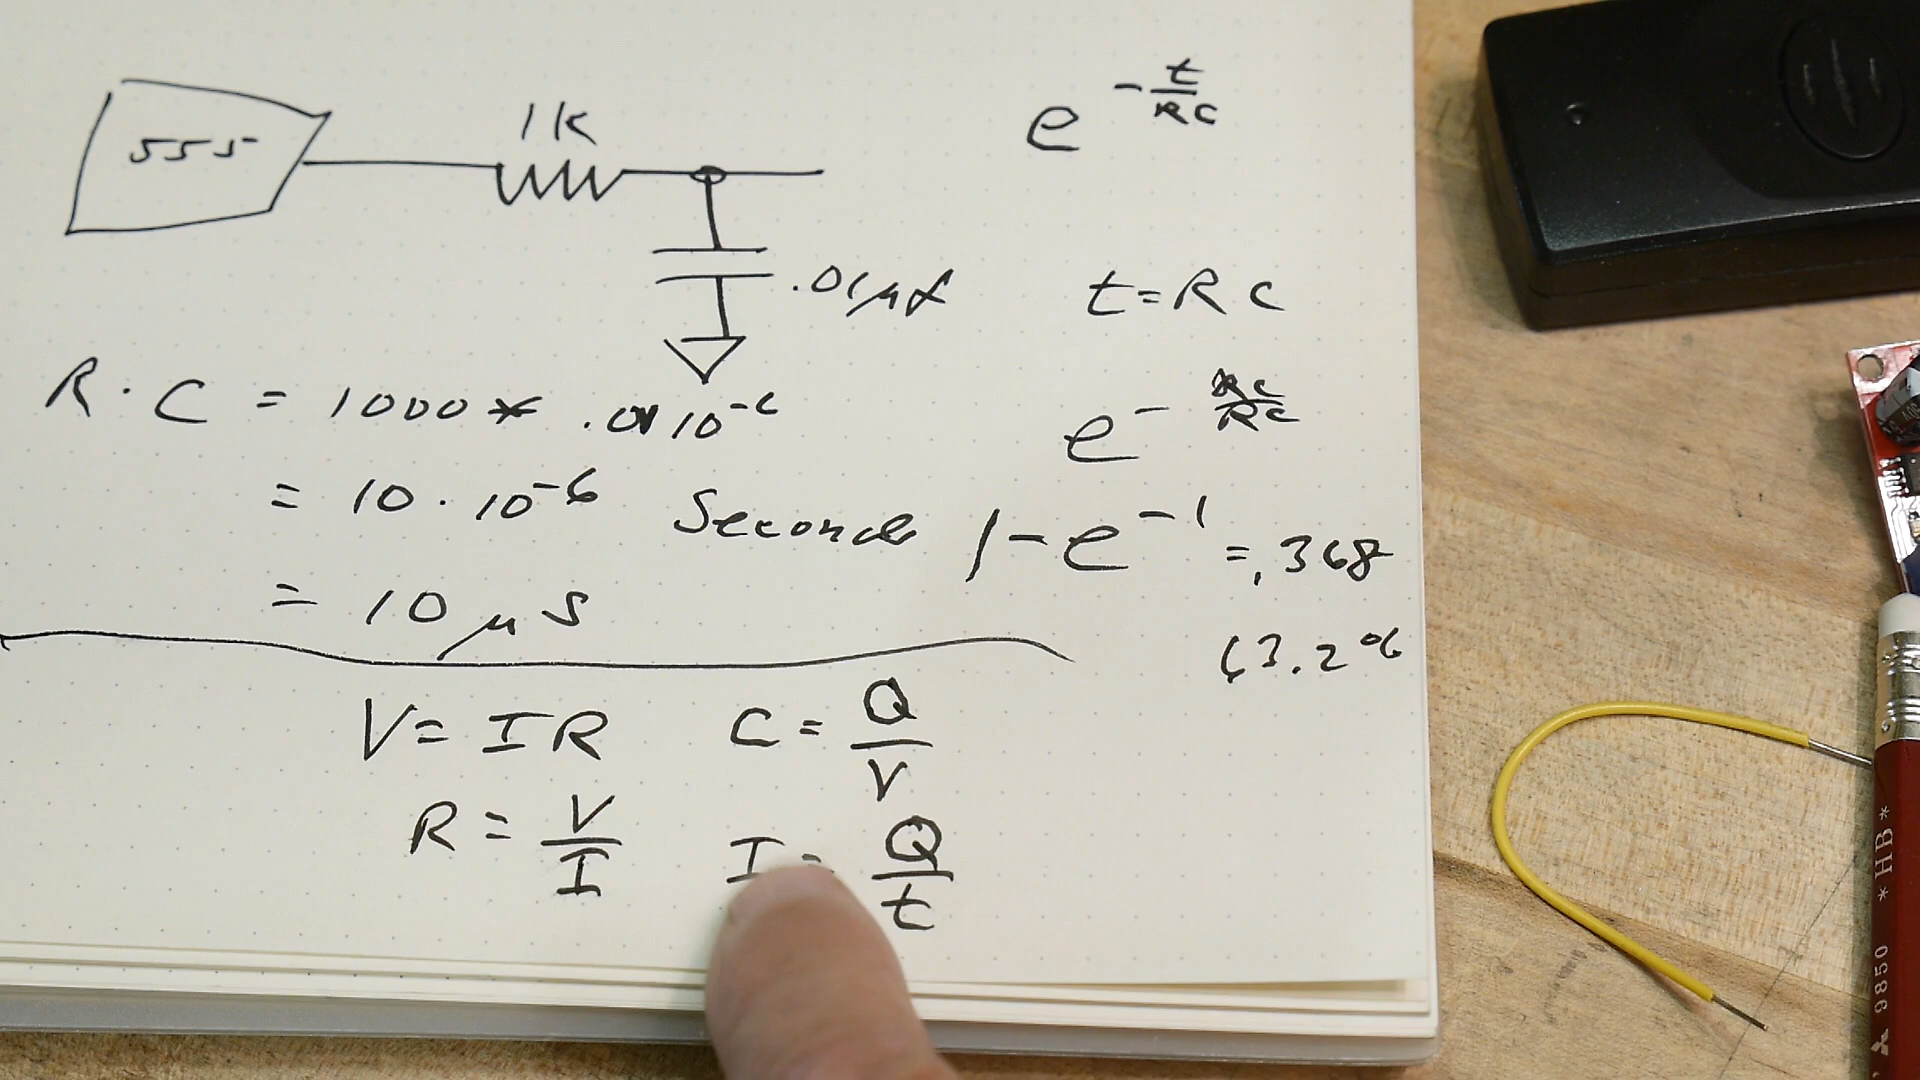 555
1K
.01μf
R·C = 1000 * .01 10⁻⁶
= 10 · 10⁻⁶ Seconds
= 10 μS
e^(-t/RC)
t=RC
e^(-RC/RC)
1-e⁻¹ =.368
63.2%
V=IR
R=V/I
C=Q/V
I=Q/t
*HB*
9850